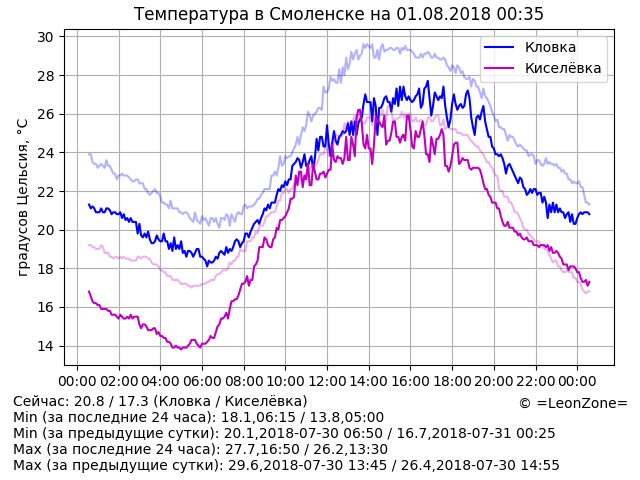 Температура в Смоленске на 01.08.2018 00:35
градусов Цельсия, °С
30
28
26
24
22
20
18
16
14
Кловка
Киселёвка
00:00 02:00 04:00 06:00 08:00 10:00 12:00 14:00 16:00 18:00 20:00 22:00 00:00
Сейчас: 20.8 / 17.3 (Кловка / Киселёвка)
© =LeonZone=
Min (за последние 24 часа): 18.1,06:15 / 13.8,05:00
Min (за предыдущие сутки): 20.1,2018-07-30 06:50 / 16.7,2018-07-31 00:25
Max (за последние 24 часа): 27.7,16:50 / 26.2,13:30
Max (за предыдущие сутки): 29.6,2018-07-30 13:45 / 26.4,2018-07-30 14:55